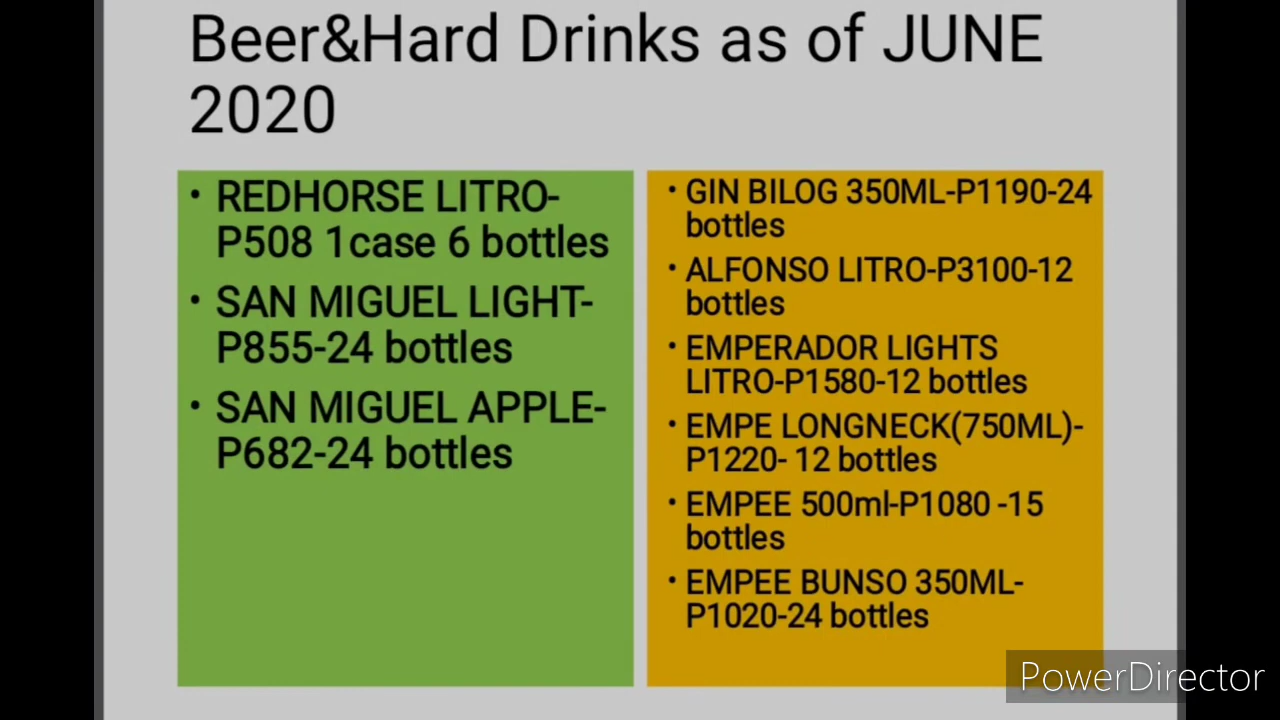 Beer&Hard Drinks as of JUNE
2020
• REDHORSE LITRO-
P508 1case 6 bottles
• SAN MIGUEL LIGHT-
P855-24 bottles
• SAN MIGUEL APPLE-
P682-24 bottles
• GIN BILOG 350ML-P1190-24
bottles
• ALFONSO LITRO-P3100-12
bottles
• EMPERADOR LIGHTS
LITRO-P1580-12 bottles
• EMPE LONGNECK(750ML)-
P1220- 12 bottles
• EMPEE 500ml-P1080 -15
bottles
• EMPEE BUNSO 350ML-
P1020-24 bottles
PowerDirector